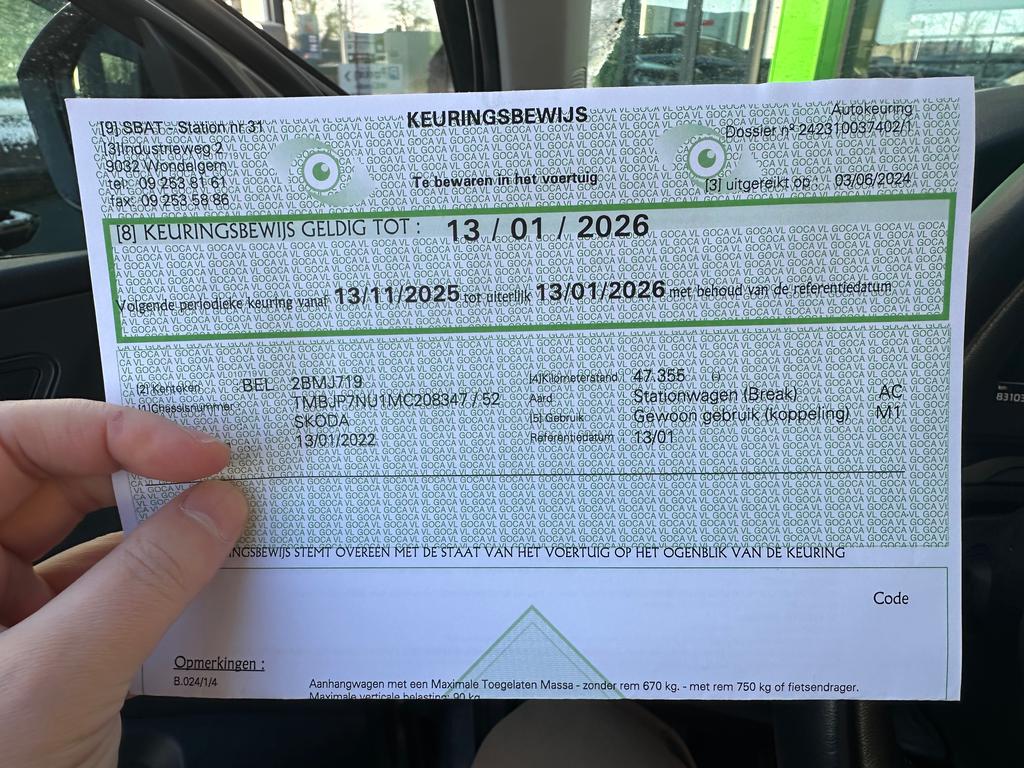 KEURINGSBEWIJS
Te bewaren in het voertuig
[9] SBAT - Station nr 31
Industrieweg 2
9032 Wondelgem
tel: 09 253 81 61
fax: 09 253 58 86
Autokeuring
Dossier n° 242310037402/1
[3] uitgereikt op : 03/06/2024
[8] KEURINGSBEWIJS GELDIG TOT : 13 / 01 / 2026
Volgende periodieke keuring vanaf 13/11/2025 tot uiterlijk 13/01/2026 met behoud van de referentiedatum
[2] Kenteken BEL 2BMJ719
[1] Chassisnummer TMBJP7NU1MC208347 / 52
SKODA
13/01/2022
[4] Kilometerstand 47.355
Aard Stationwagen (Break) AC
[5] Gebruik Gewoon gebruik (koppeling) M1
Referentiedatum 13/01
STEMT OVEREEN MET DE STAAT VAN HET VOERTUIG OP HET OGENBLIK VAN DE KEURING
Code
Opmerkingen :
B.024/1/4
Aanhangwagen met een Maximale Toegelaten Massa - zonder rem 670 kg. - met rem 750 kg of fietsendrager.
Maximale verticale belasting: 90 kg